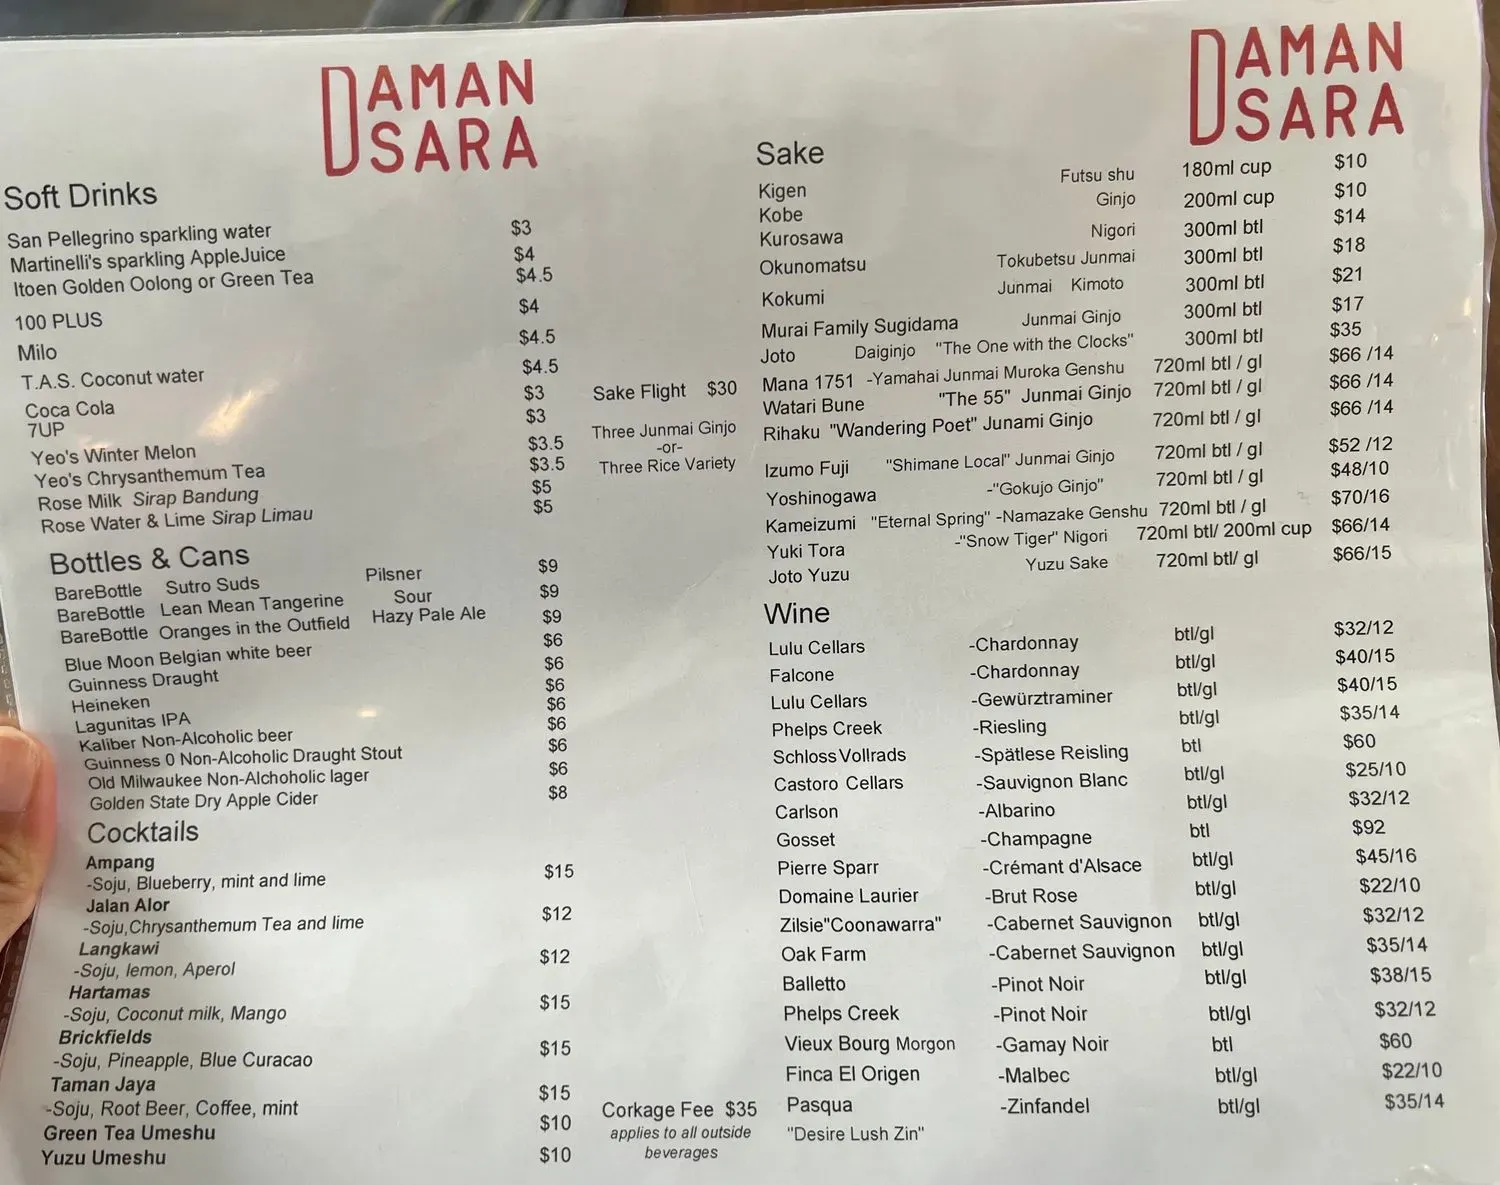 DAMAN
SARA
Soft Drinks
San Pellegrino sparkling water $3
Martinelli's sparkling AppleJuice $4
Itoen Golden Oolong or Green Tea $4.5
100 PLUS $4
Milo $4.5
T.A.S. Coconut water $4.5
Coca Cola $3
7UP $3
Yeo's Winter Melon $3.5
Yeo's Chrysanthemum Tea $3.5
Rose Milk Sirap Bandung $5
Rose Water & Lime Sirap Limau $5
Sake Flight $30
Three Junmai Ginjo
-or-
Three Rice Variety
Bottles & Cans
BareBottle Sutro Suds Pilsner $9
BareBottle Lean Mean Tangerine Sour $9
BareBottle Oranges in the Outfield Hazy Pale Ale $9
Blue Moon Belgian white beer $6
Guinness Draught $6
Heineken $6
Lagunitas IPA $6
Kaliber Non-Alcoholic beer $6
Guinness 0 Non-Alcoholic Draught Stout $6
Old Milwaukee Non-Alchoholic lager $6
Golden State Dry Apple Cider $8
Cocktails
Ampang
-Soju, Blueberry, mint and lime $15
Jalan Alor
-Soju,Chrysanthemum Tea and lime $12
Langkawi
-Soju, lemon, Aperol $12
Hartamas
-Soju, Coconut milk, Mango $15
Brickfields
-Soju, Pineapple, Blue Curacao $15
Taman Jaya
-Soju, Root Beer, Coffee, mint $15
Green Tea Umeshu $10
Yuzu Umeshu $10
Corkage Fee $35
applies to all outside
beverages
DAMAN
SARA
Sake
Kigen Futsu shu 180ml cup $10
Kobe Ginjo 200ml cup $10
Kurosawa Nigori 300ml btl $14
Okunomatsu Tokubetsu Junmai 300ml btl $18
Kokumi Junmai Kimoto 300ml btl $21
Murai Family Sugidama Junmai Ginjo 300ml btl $17
Joto Daiginjo "The One with the Clocks" 300ml btl $35
Mana 1751 -Yamahai Junmai Muroka Genshu 720ml btl / gl $66 /14
Watari Bune "The 55" Junmai Ginjo 720ml btl / gl $66 /14
Rihaku "Wandering Poet" Junami Ginjo 720ml btl / gl $66 /14
Izumo Fuji "Shimane Local" Junmai Ginjo 720ml btl / gl $52 /12
Yoshinogawa -"Gokujo Ginjo" 720ml btl / gl $48/10
Kameizumi "Eternal Spring" -Namazake Genshu 720ml btl / gl $70/16
Yuki Tora -"Snow Tiger" Nigori 720ml btl/ 200ml cup $66/14
Joto Yuzu Yuzu Sake 720ml btl/ gl $66/15
Wine
Lulu Cellars -Chardonnay btl/gl $32/12
Falcone -Chardonnay btl/gl $40/15
Lulu Cellars -Gewürztraminer btl/gl $40/15
Phelps Creek -Riesling btl/gl $35/14
Schloss Vollrads -Spätlese Reisling btl $60
Castoro Cellars -Sauvignon Blanc btl/gl $25/10
Carlson -Albarino btl/gl $32/12
Gosset -Champagne btl $92
Pierre Sparr -Crémant d'Alsace btl/gl $45/16
Domaine Laurier -Brut Rose btl/gl $22/10
Zilsie"Coonawarra" -Cabernet Sauvignon btl/gl $32/12
Oak Farm -Cabernet Sauvignon btl/gl $35/14
Balletto -Pinot Noir btl/gl $38/15
Phelps Creek -Pinot Noir btl/gl $32/12
Vieux Bourg Morgon -Gamay Noir btl $60
Finca El Origen -Malbec btl/gl $22/10
Pasqua -Zinfandel btl/gl $35/14
"Desire Lush Zin"